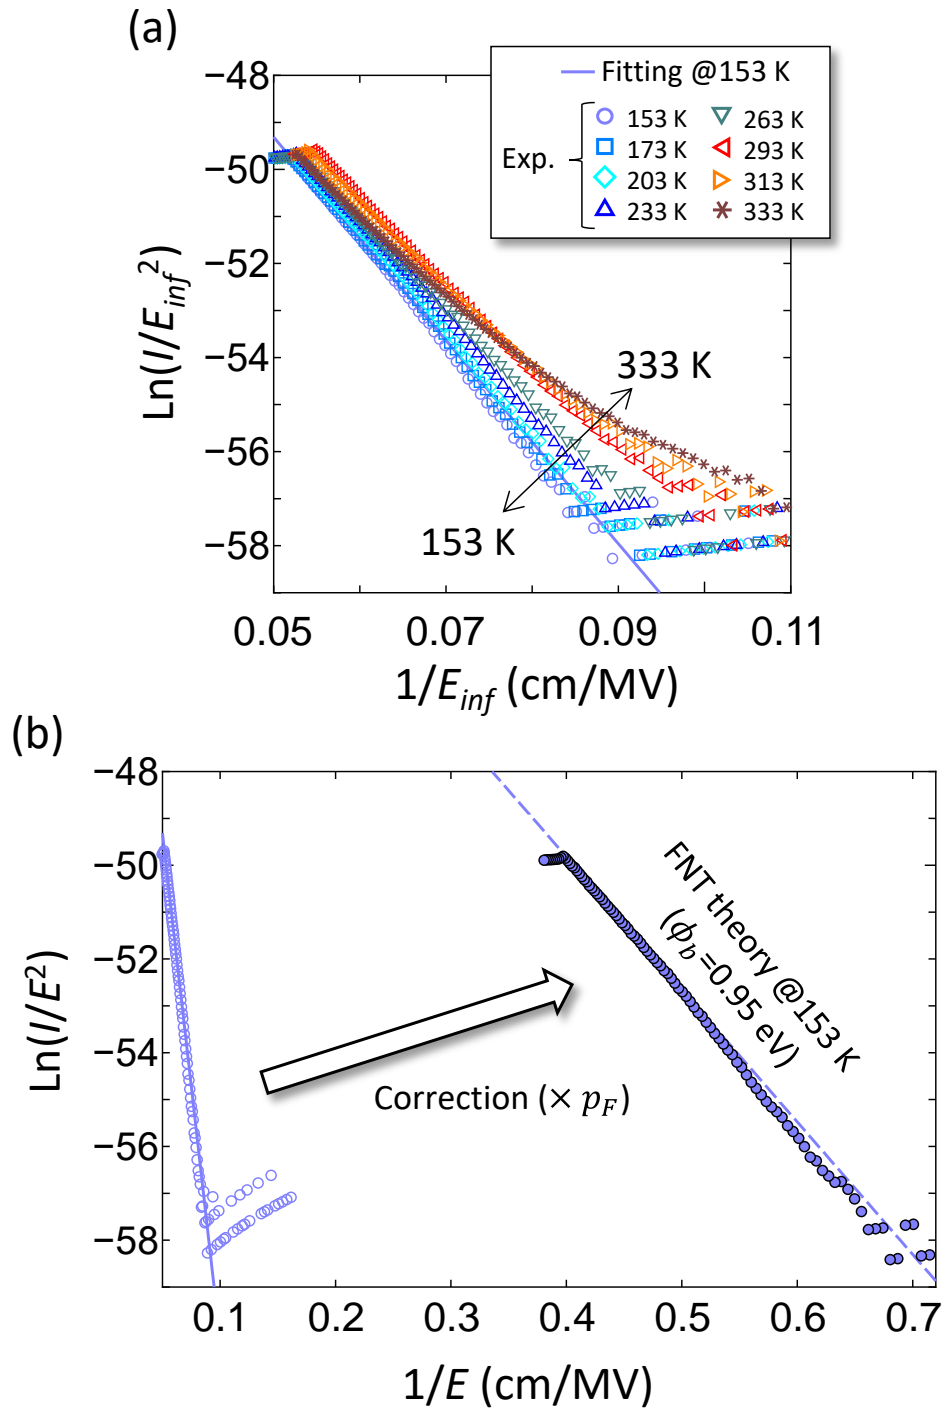 (a)
−48
−50
−52
−54
−56
−58
Ln(I/E_inf^2)
Fitting @153 K
Exp.
153 K
173 K
203 K
233 K
263 K
293 K
313 K
333 K
333 K
153 K
0.05
0.07
0.09
0.11
1/E_inf (cm/MV)
(b)
−48
−50
−52
−54
−56
−58
Ln(I/E^2)
FNT theory @153 K
(ϕ_b=0.95 eV)
Correction (× p_F)
0.1
0.2
0.3
0.4
0.5
0.6
0.7
1/E (cm/MV)